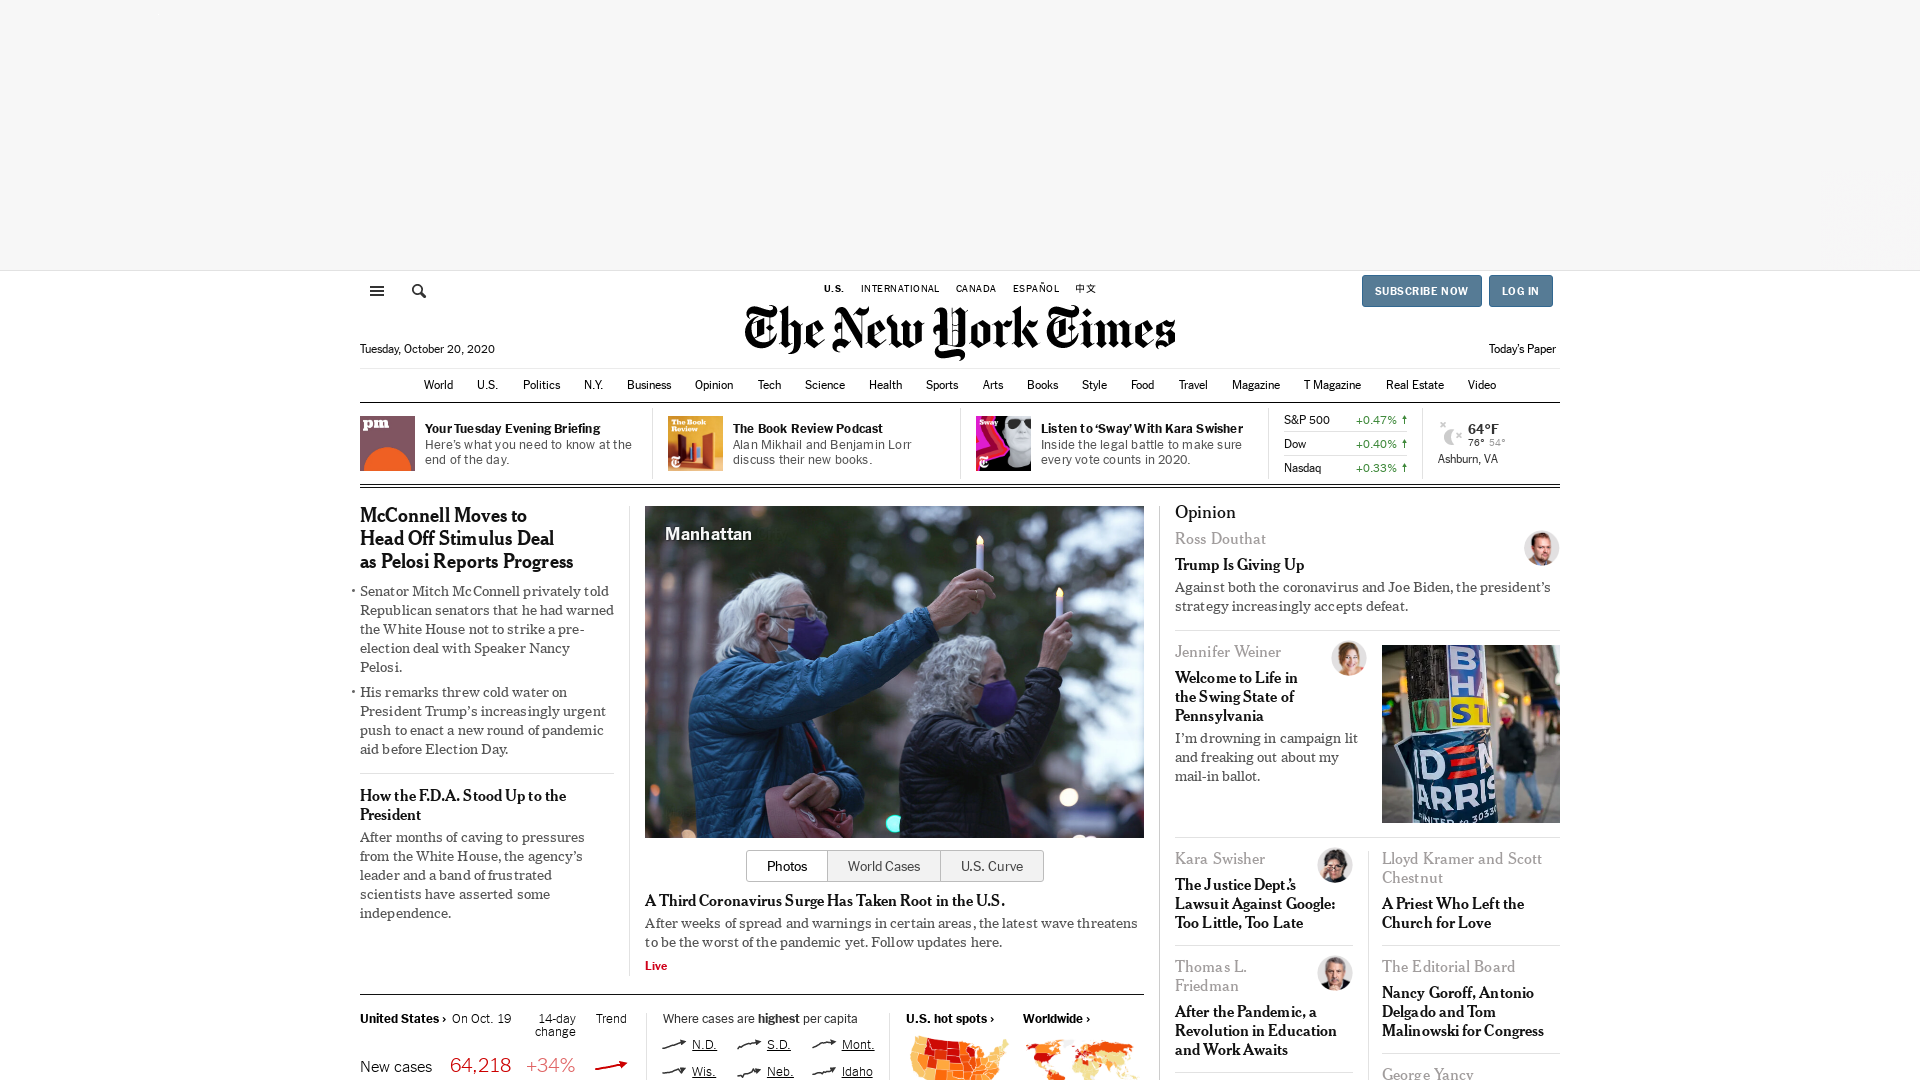 U.S. INTERNATIONAL CANADA ESPAÑOL 中文
SUBSCRIBE NOW
LOG IN
The New York Times
Tuesday, October 20, 2020
Today's Paper
World U.S. Politics N.Y. Business Opinion Tech Science Health Sports Arts Books Style Food Travel Magazine T Magazine Real Estate Video
pm
Your Tuesday Evening Briefing
Here's what you need to know at the
end of the day.
The Book
Review
The Book Review Podcast
Alan Mikhail and Benjamin Lorr
discuss their new books.
Sway
Listen to ‘Sway’ With Kara Swisher
Inside the legal battle to make sure
every vote counts in 2020.
S&P 500 +0.47%
Dow +0.40%
Nasdaq +0.33%
64°F
76° 54°
Ashburn, VA
McConnell Moves to
Head Off Stimulus Deal
as Pelosi Reports Progress
• Senator Mitch McConnell privately told
Republican senators that he had warned
the White House not to strike a pre-
election deal with Speaker Nancy
Pelosi.
• His remarks threw cold water on
President Trump's increasingly urgent
push to enact a new round of pandemic
aid before Election Day.
How the F.D.A. Stood Up to the
President
After months of caving to pressures
from the White House, the agency's
leader and a band of frustrated
scientists have asserted some
independence.
Manhattan
Photos World Cases U.S. Curve
A Third Coronavirus Surge Has Taken Root in the U.S.
After weeks of spread and warnings in certain areas, the latest wave threatens
to be the worst of the pandemic yet. Follow updates here.
Live
United States › On Oct. 19 14-day
change Trend
New cases 64,218 +34%
Where cases are highest per capita
N.D. S.D. Mont.
Wis. Neb. Idaho
U.S. hot spots › Worldwide ›
Opinion
Ross Douthat
Trump Is Giving Up
Against both the coronavirus and Joe Biden, the president's
strategy increasingly accepts defeat.
Jennifer Weiner
Welcome to Life in
the Swing State of
Pennsylvania
I'm drowning in campaign lit
and freaking out about my
mail-in ballot.
Kara Swisher
The Justice Dept.'s
Lawsuit Against Google:
Too Little, Too Late
Thomas L.
Friedman
After the Pandemic, a
Revolution in Education
and Work Awaits
Lloyd Kramer and Scott
Chestnut
A Priest Who Left the
Church for Love
The Editorial Board
Nancy Goroff, Antonio
Delgado and Tom
Malinowski for Congress
George Yancy